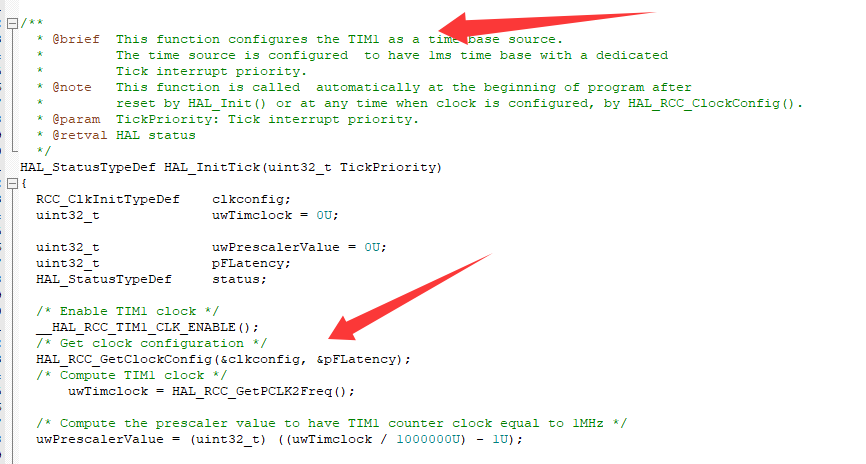 /**
  * @brief  This function configures the TIM1 as a time base source.
  *         The time source is configured  to have 1ms time base with a dedicated
  *         Tick interrupt priority.
  * @note   This function is called  automatically at the beginning of program after
  *         reset by HAL_Init() or at any time when clock is configured, by HAL_RCC_ClockConfig().
  * @param  TickPriority: Tick interrupt priority.
  * @retval HAL status
  */
HAL_StatusTypeDef HAL_InitTick(uint32_t TickPriority)
{
  RCC_ClkInitTypeDef    clkconfig;
  uint32_t              uwTimclock = 0U;
  uint32_t              uwPrescalerValue = 0U;
  uint32_t              pFLatency;
  HAL_StatusTypeDef     status;
  /* Enable TIM1 clock */
  __HAL_RCC_TIM1_CLK_ENABLE();
  /* Get clock configuration */
  HAL_RCC_GetClockConfig(&clkconfig, &pFLatency);
  /* Compute TIM1 clock */
      uwTimclock = HAL_RCC_GetPCLK2Freq();
  /* Compute the prescaler value to have TIM1 counter clock equal to 1MHz */
  uwPrescalerValue = (uint32_t) ((uwTimclock / 1000000U) - 1U);